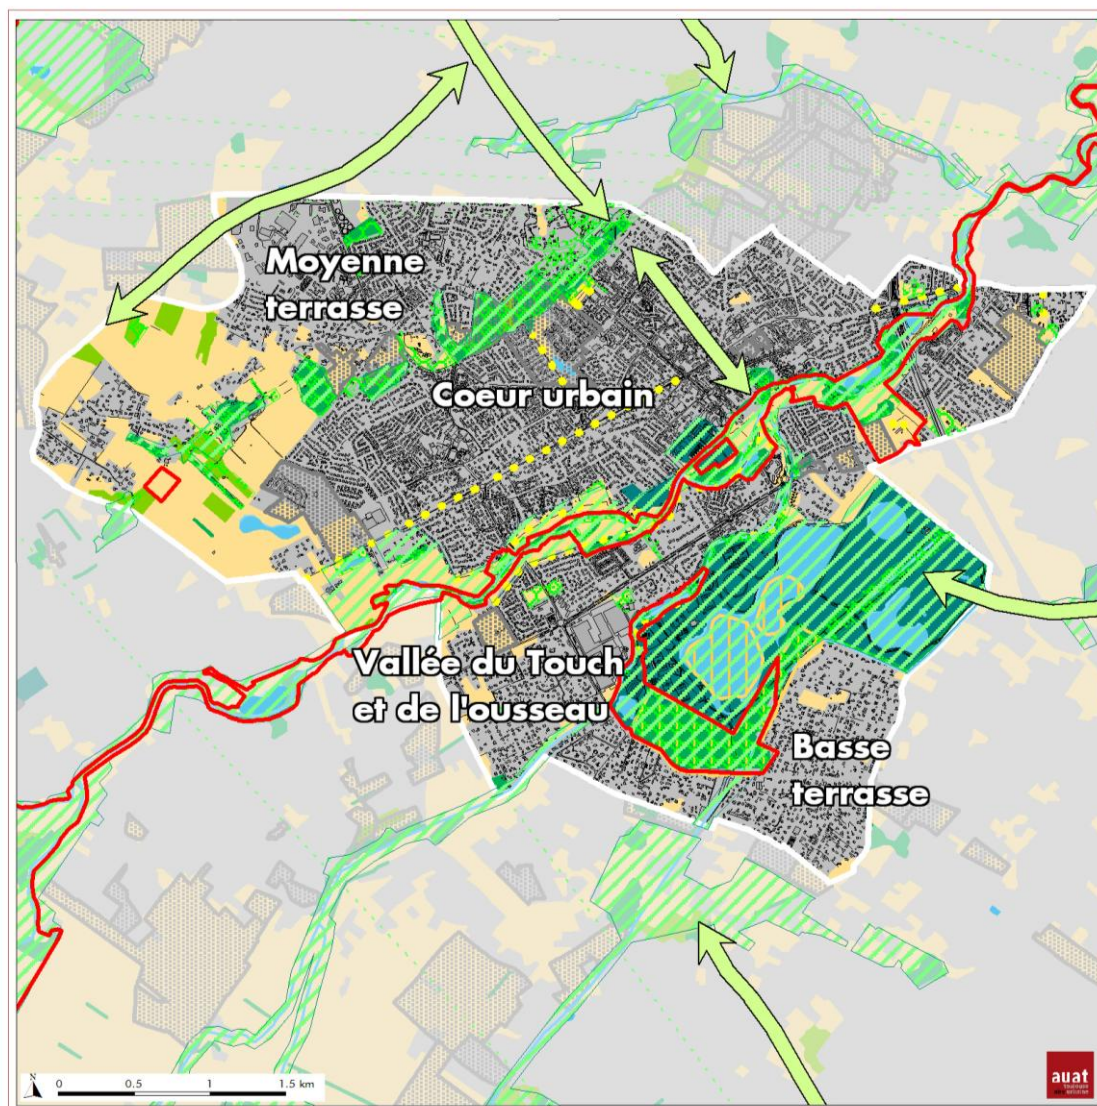 Moyenne
terrasse
Coeur urbain
Vallée du Touch
et de l'ousseau
Basse
terrasse
N
0 0.5 1 1.5 km
auat